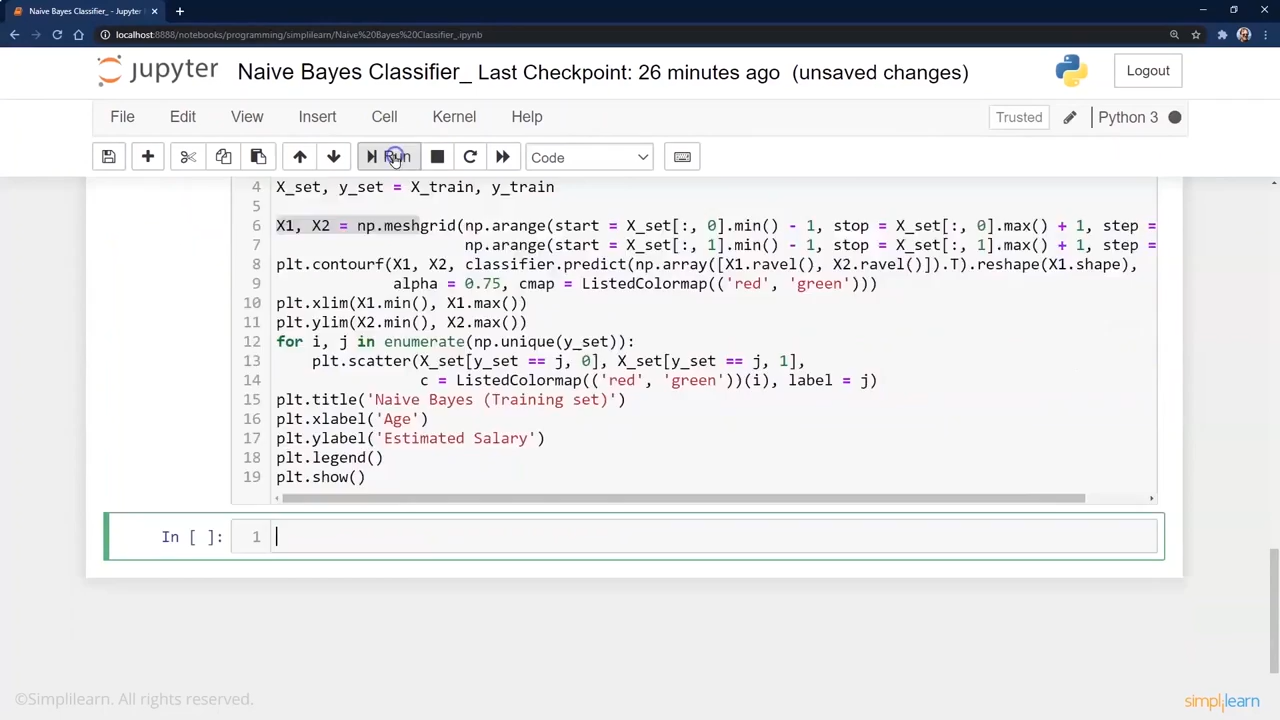 Naive Bayes Classifier_ - Jupyter
localhost:8888/notebooks/programming/simplilearn/Naive%20Bayes%20Classifier_.ipynb
jupyter Naive Bayes Classifier_ Last Checkpoint: 26 minutes ago (unsaved changes) Logout
File Edit View Insert Cell Kernel Help Trusted Python 3
Run Code
4 X_set, y_set = X_train, y_train
5
6 X1, X2 = np.meshgrid(np.arange(start = X_set[:, 0].min() - 1, stop = X_set[:, 0].max() + 1, step =
7 np.arange(start = X_set[:, 1].min() - 1, stop = X_set[:, 1].max() + 1, step =
8 plt.contourf(X1, X2, classifier.predict(np.array([X1.ravel(), X2.ravel()]).T).reshape(X1.shape),
9 alpha = 0.75, cmap = ListedColormap(('red', 'green')))
10 plt.xlim(X1.min(), X1.max())
11 plt.ylim(X2.min(), X2.max())
12 for i, j in enumerate(np.unique(y_set)):
13 plt.scatter(X_set[y_set == j, 0], X_set[y_set == j, 1],
14 c = ListedColormap(('red', 'green'))(i), label = j)
15 plt.title('Naive Bayes (Training set)')
16 plt.xlabel('Age')
17 plt.ylabel('Estimated Salary')
18 plt.legend()
19 plt.show()
In [ ]: 1
©Simplilearn. All rights reserved.
simplilearn